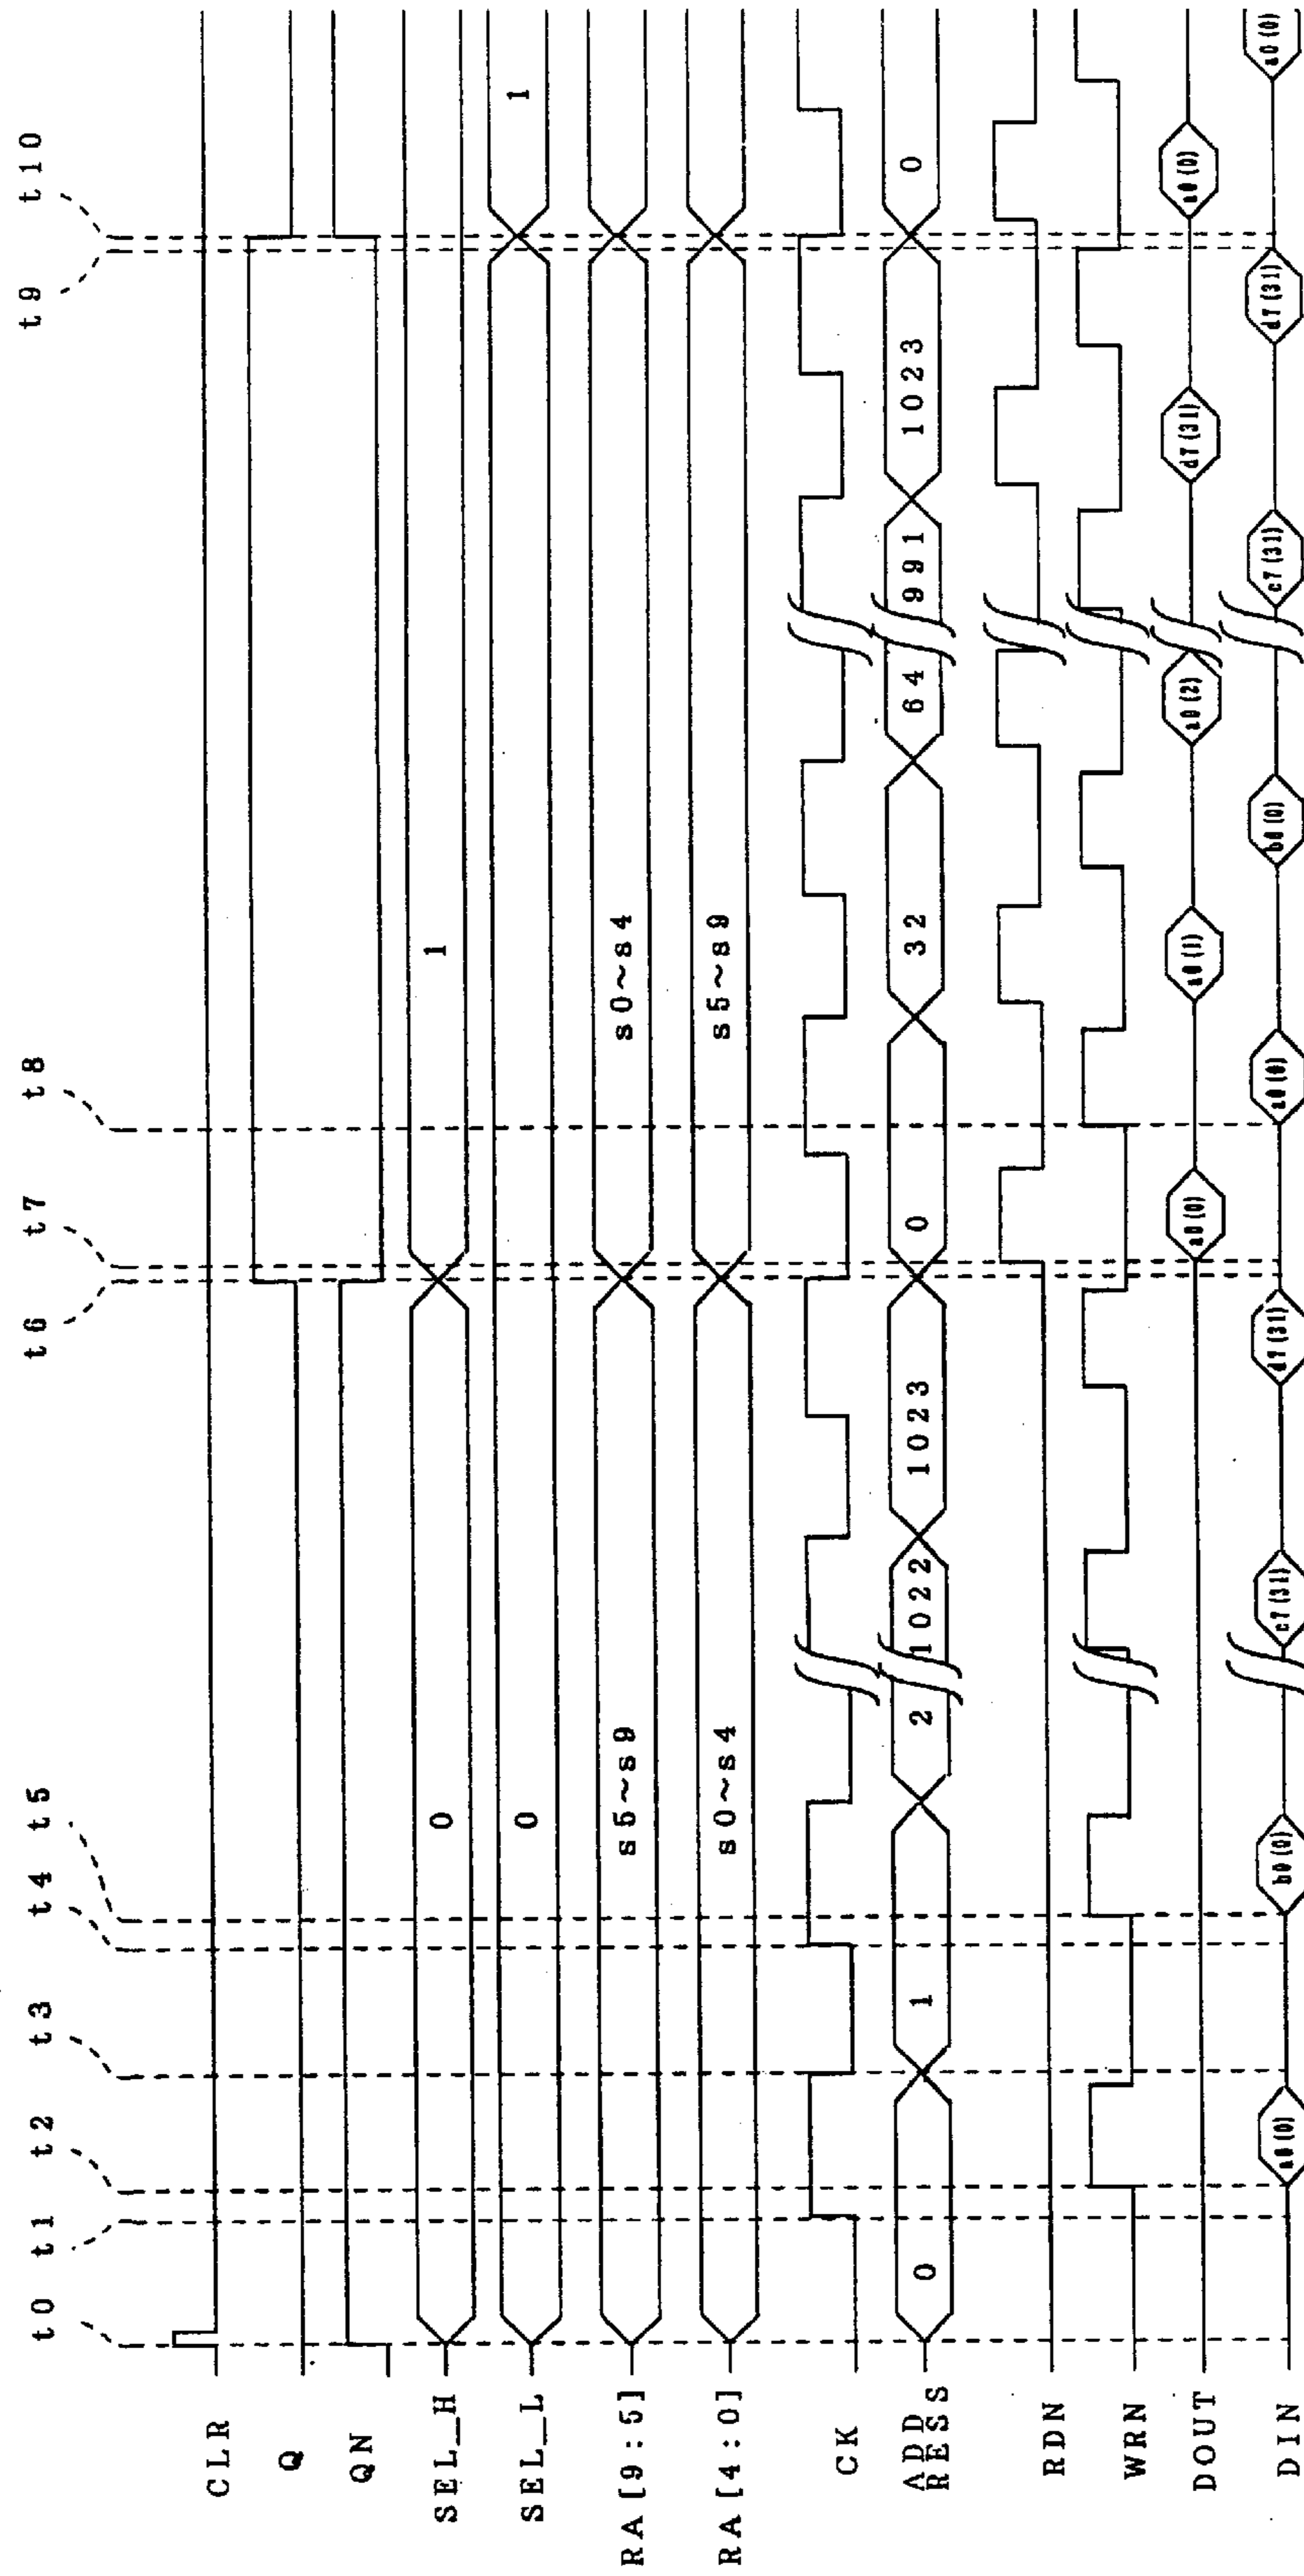 t0 t1 t2 t3 t4 t5 t6 t7 t8 t9 t10
CLR
Q
QN
SEL_H 0 1
SEL_L 0 1
RA[9:5] s5~s9 s0~s4
RA[4:0] s0~s4 s5~s9
CK
ADD
RESS 0 1 2 1022 1023 0 32 64 991 1023 0
RDN
WRN
DOUT a0(0) a0(1) a0(2) d7(31) a0(0)
DIN a0(0) b0(0) c7(31) d7(31) a0(0) b0(0) c7(31) d7(31) a0(0)